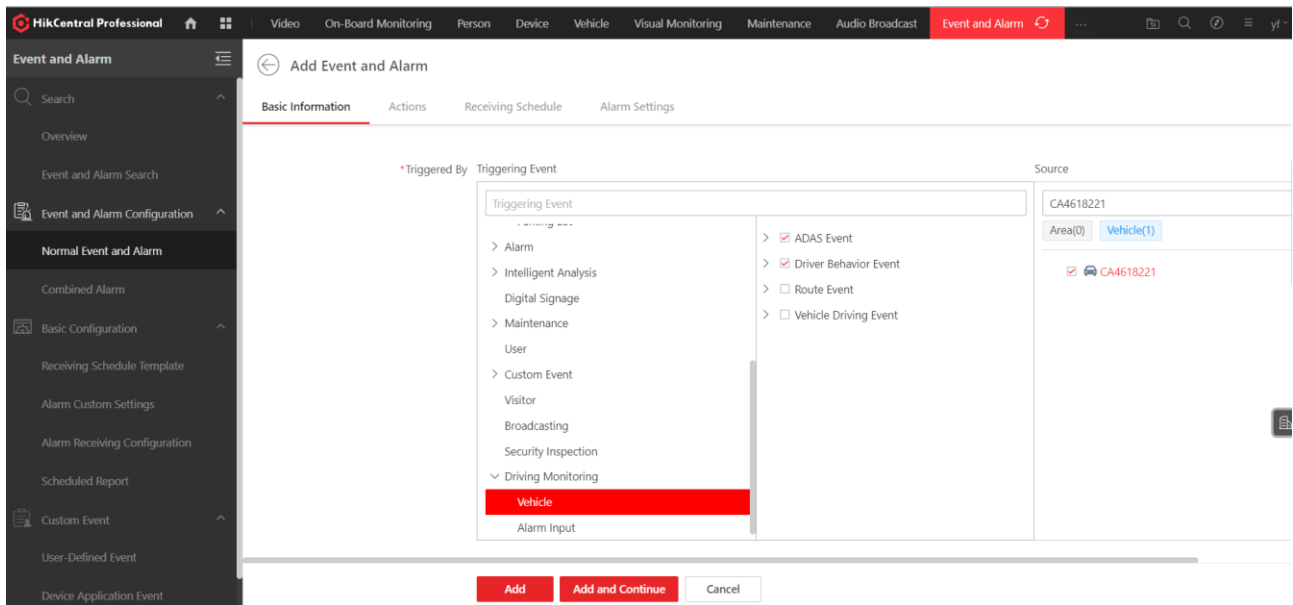 HikCentral Professional
Video On-Board Monitoring Person Device Vehicle Visual Monitoring Maintenance Audio Broadcast Event and Alarm ... yf
Event and Alarm
Search
Overview
Event and Alarm Search
Event and Alarm Configuration
Normal Event and Alarm
Combined Alarm
Basic Configuration
Receiving Schedule Template
Alarm Custom Settings
Alarm Receiving Configuration
Scheduled Report
Custom Event
User-Defined Event
Device Application Event
Add Event and Alarm
Basic Information Actions Receiving Schedule Alarm Settings
*Triggered By Triggering Event
Triggering Event
Alarm
Intelligent Analysis
Digital Signage
Maintenance
User
Custom Event
Visitor
Broadcasting
Security Inspection
Driving Monitoring
Vehicle
Alarm Input
ADAS Event
Driver Behavior Event
Route Event
Vehicle Driving Event
Source
CA4618221
Area(0) Vehicle(1)
CA4618221
Add Add and Continue Cancel